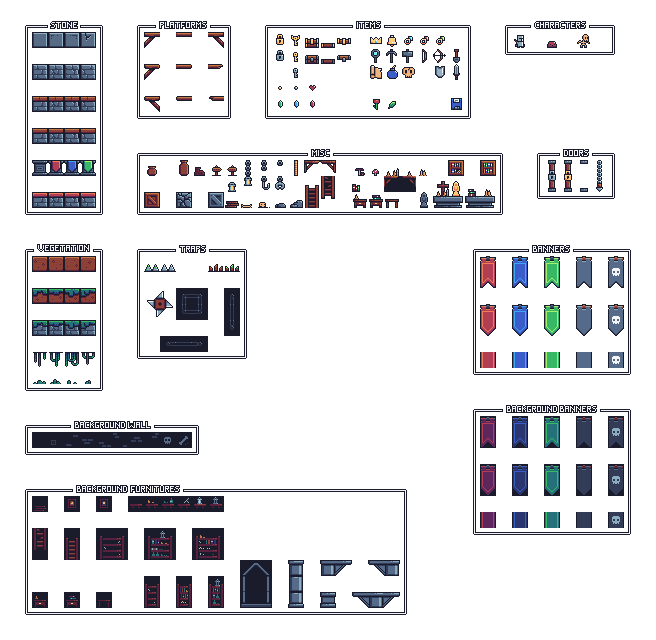 STONE
PLATFORMS
ITEMS
CHARACTERS
MISC
DOORS
VEGETATION
TRAPS
BANNERS
BACKGROUND BANNERS
BACKGROUND WALL
BACKGROUND FURNITURES